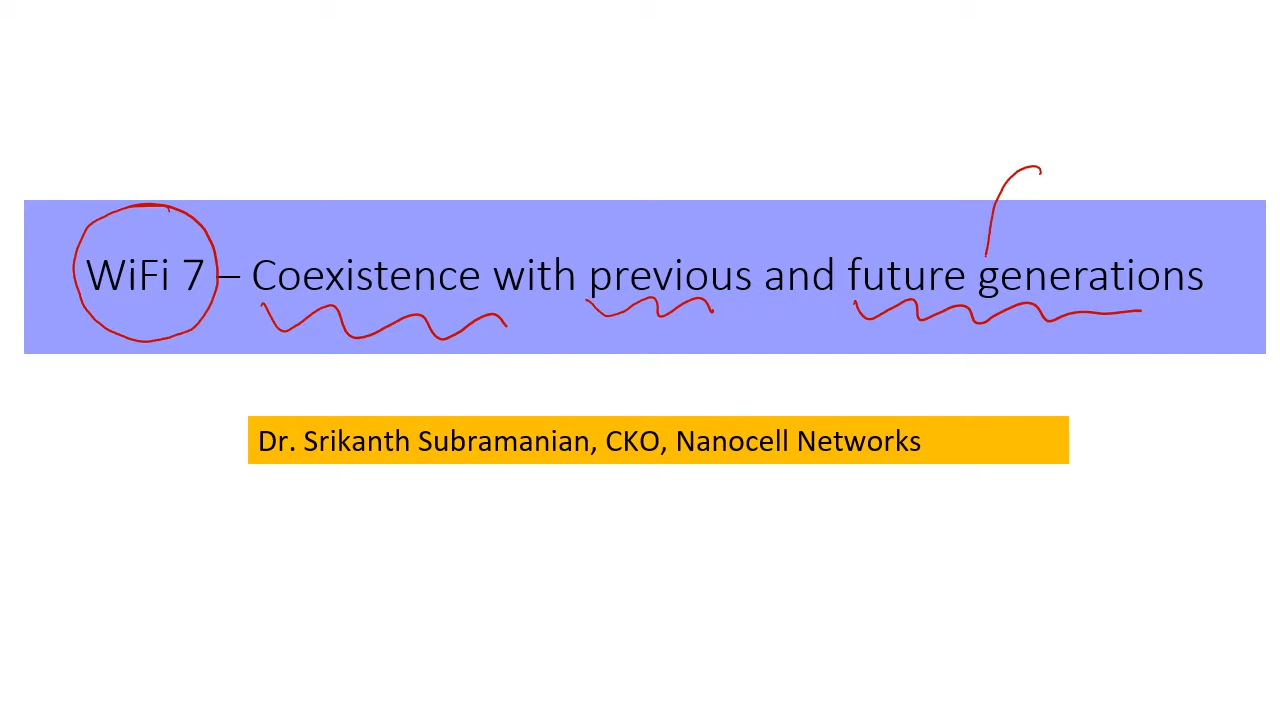 WiFi 7 – Coexistence with previous and future generations
Dr. Srikanth Subramanian, CKO, Nanocell Networks